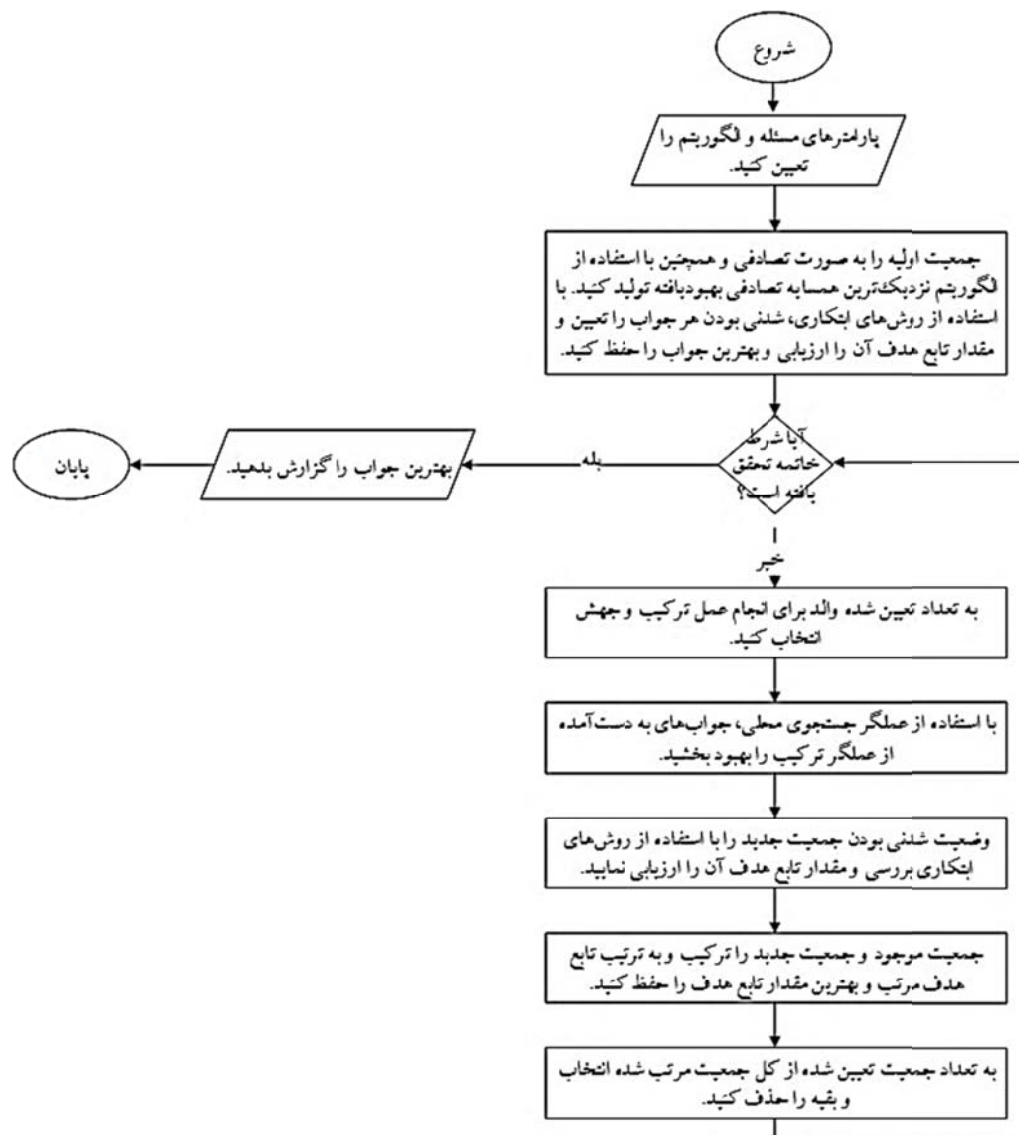 شروع
پارامترهای مسئله و الگوریتم را
تعیین کنید.
جمعیت اولیه را به صورت تصادفی و همچنین با استفاده از
الگوریتم نزدیک‌ترین همسایه تصادفی بهبودیافته تولید کنید. با
استفاده از روش‌های ابتکاری، شدنی بودن هر جواب را تعیین و
مقدار تابع هدف آن را ارزیابی و بهترین جواب را حفظ کنید.
آیا شرط
خاتمه تحقق
یافته است؟
بله
بهترین جواب را گزارش بدهید.
پایان
خیر
به تعداد تعیین شده والد برای انجام عمل ترکیب و جهش
انتخاب کنید.
با استفاده از عملگر جستجوی محلی، جواب‌های به دست‌آمده
از عملگر ترکیب را بهبود بخشید.
وضعیت شدنی بودن جمعیت جدید را با استفاده از روش‌های
ابتکاری بررسی و مقدار تابع هدف آن را ارزیابی نمایید.
جمعیت موجود و جمعیت جدید را ترکیب و به ترتیب تابع
هدف مرتب و بهترین مقدار تابع هدف را حفظ کنید.
به تعداد جمعیت تعیین شده از کل جمعیت مرتب شده انتخاب
و بقیه را حذف کنید.